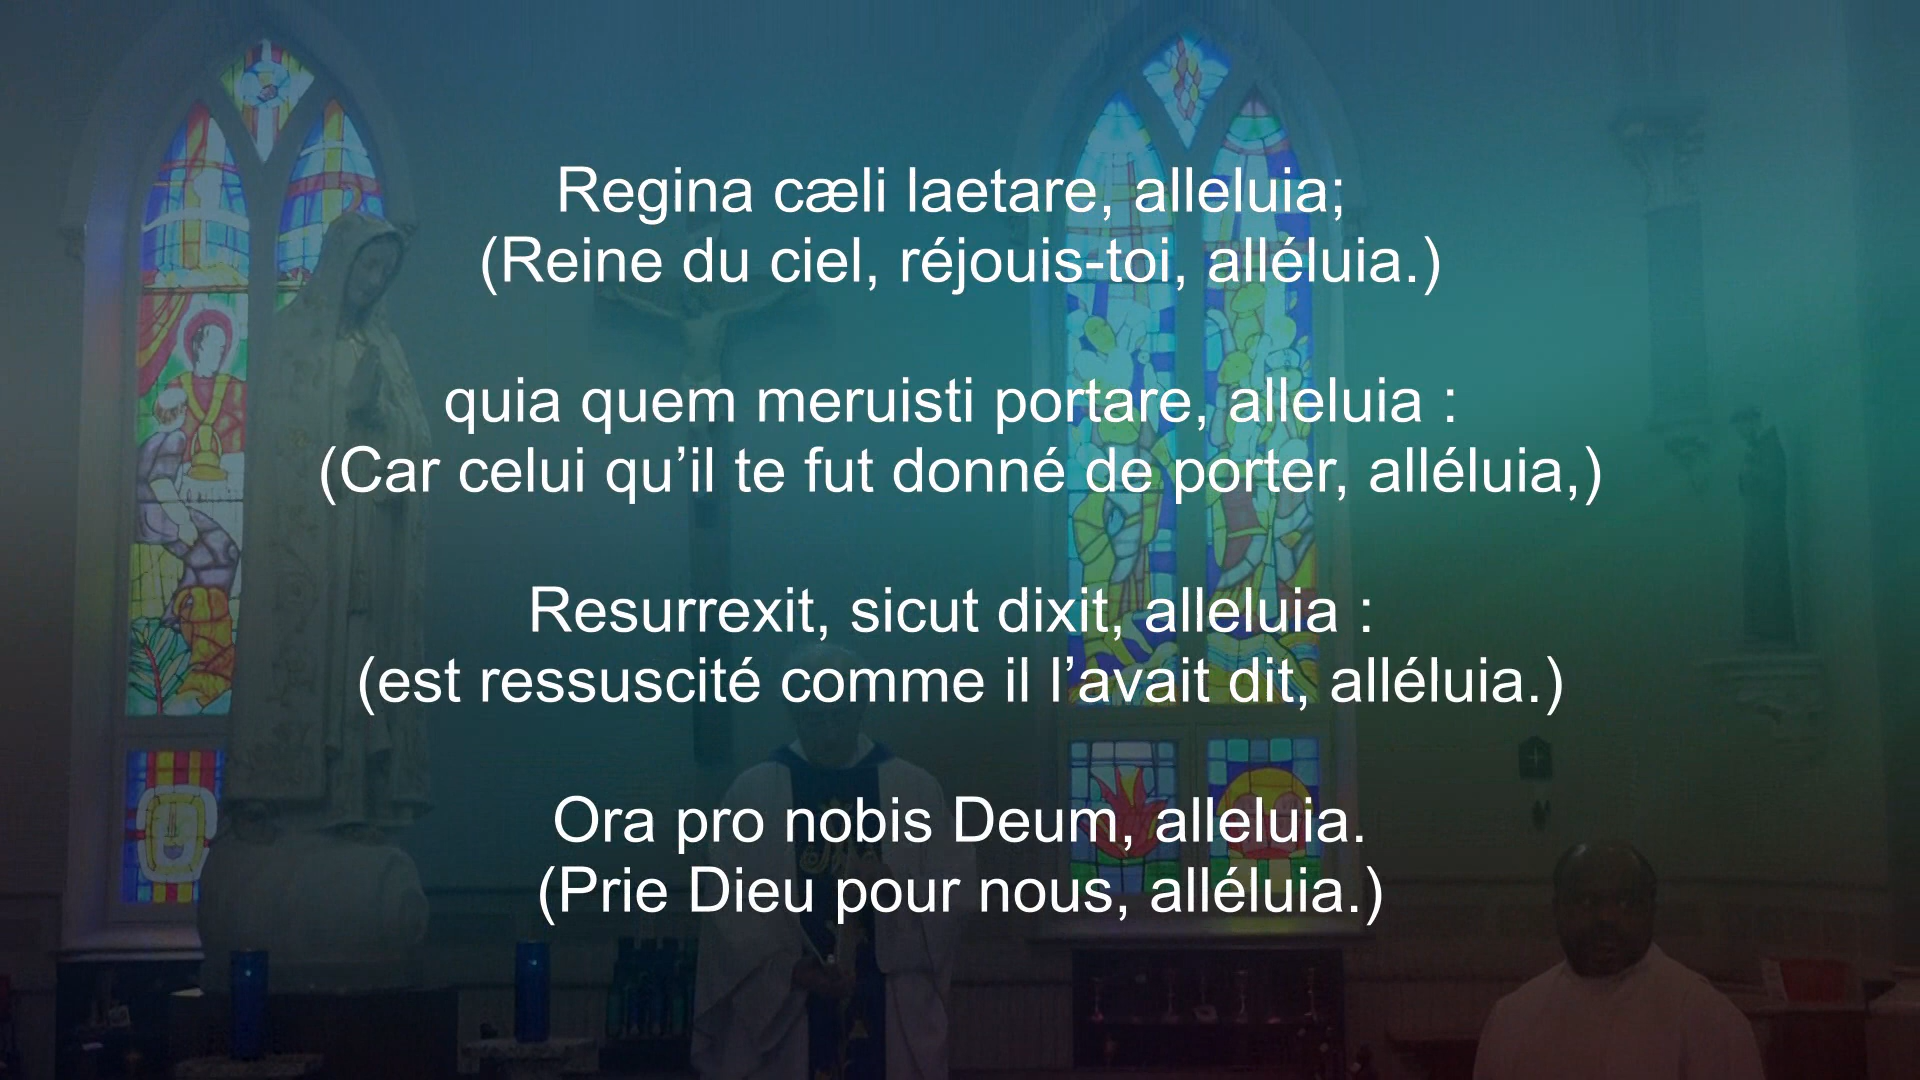 Regina cæli laetare, alleluia;
(Reine du ciel, réjouis-toi, alléluia.)
quia quem meruisti portare, alleluia :
(Car celui qu’il te fut donné de porter, alléluia,)
Resurrexit, sicut dixit, alleluia :
(est ressuscité comme il l’avait dit, alléluia.)
Ora pro nobis Deum, alleluia.
(Prie Dieu pour nous, alléluia.)